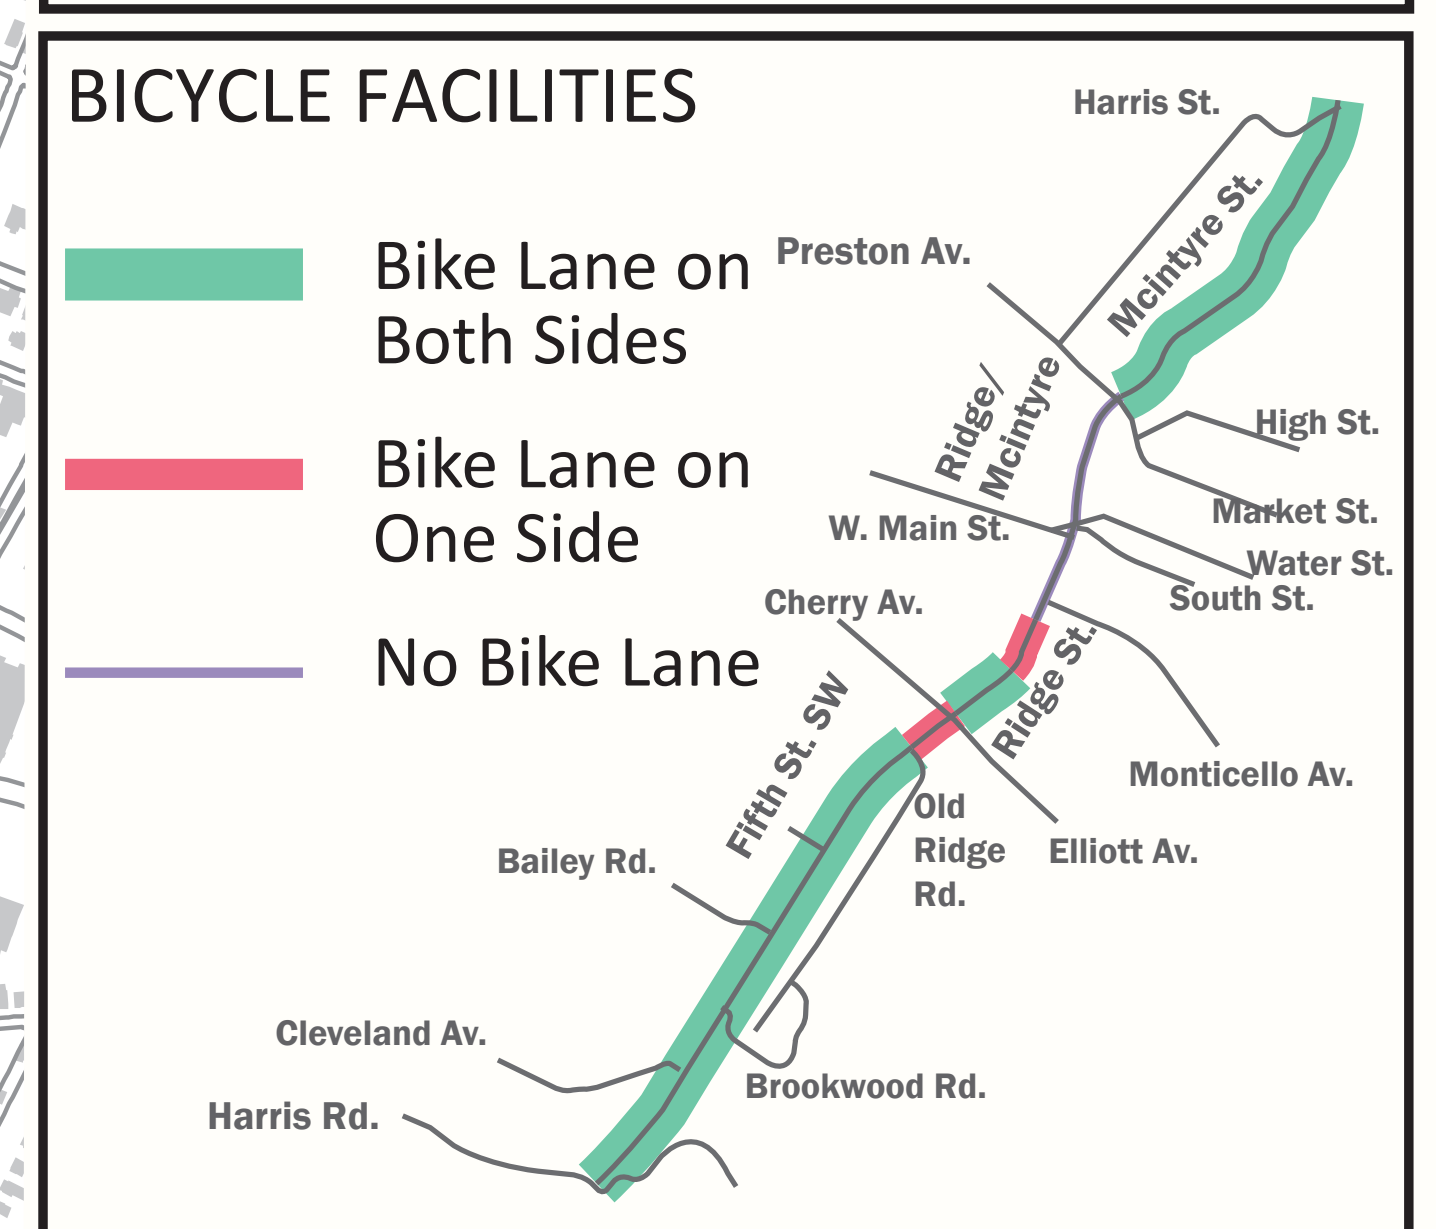 BICYCLE FACILITIES
Bike Lane on
Both Sides
Bike Lane on
One Side
No Bike Lane
Harris St.
Mcintyre St.
Preston Av.
Ridge/
Mcintyre
High St.
Market St.
W. Main St.
Water St.
South St.
Cherry Av.
Ridge St.
Fifth St. SW
Monticello Av.
Old
Ridge
Rd.
Elliott Av.
Bailey Rd.
Cleveland Av.
Brookwood Rd.
Harris Rd.